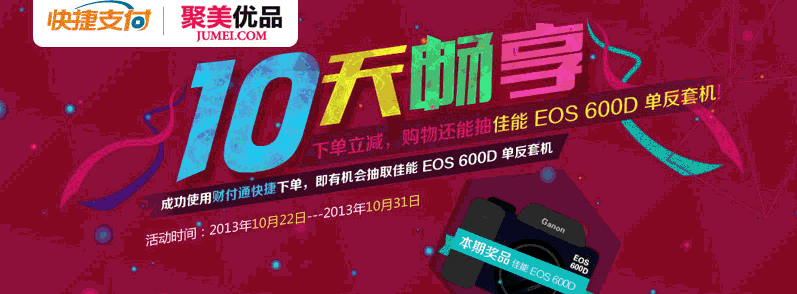 快捷支付
聚美优品
JUMEI.COM
10天畅享
下单立减，购物还能抽佳能 EOS 600D 单反套机
成功使用财付通快捷下单，即有机会抽取佳能 EOS 600D 单反套机
活动时间：2013年10月22日---2013年10月31日
Ganon
EOS
600D
本期奖品 佳能 EOS 600D